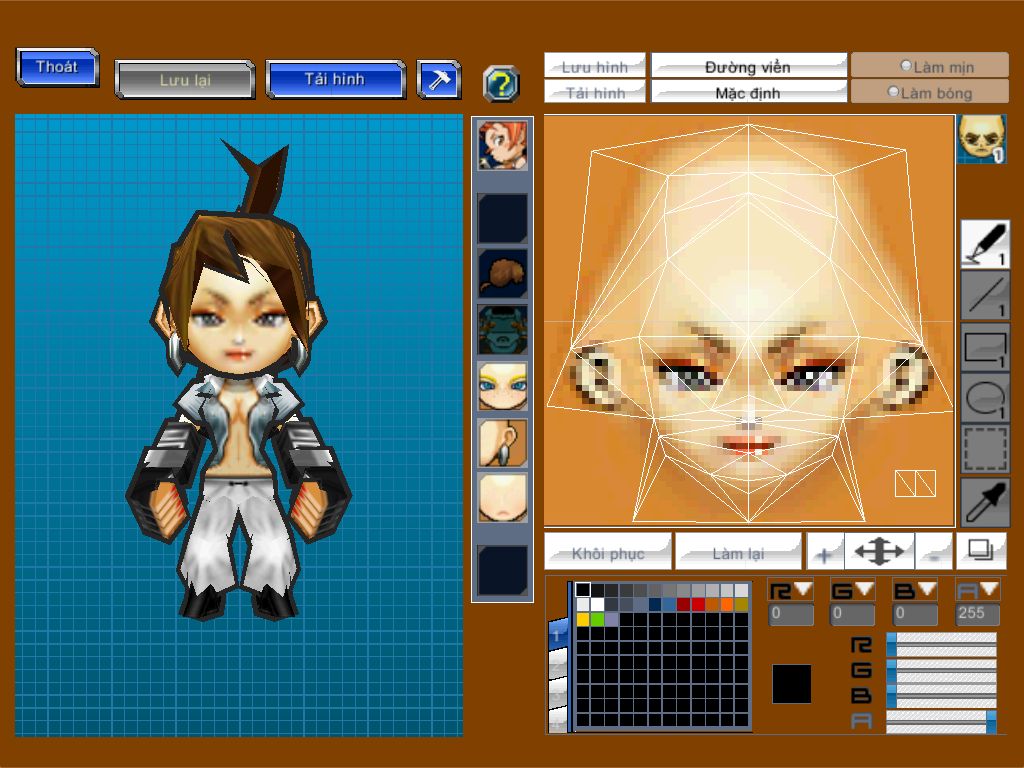 Thoát
Lưu lại
Tải hình
?
Lưu hình
Đường viền
Làm mịn
Tải hình
Mặc định
Làm bóng
1
1
1
1
1
Khôi phục
Làm lại
+
-
R G B A
0 0 0 255
1
R
G
B
A